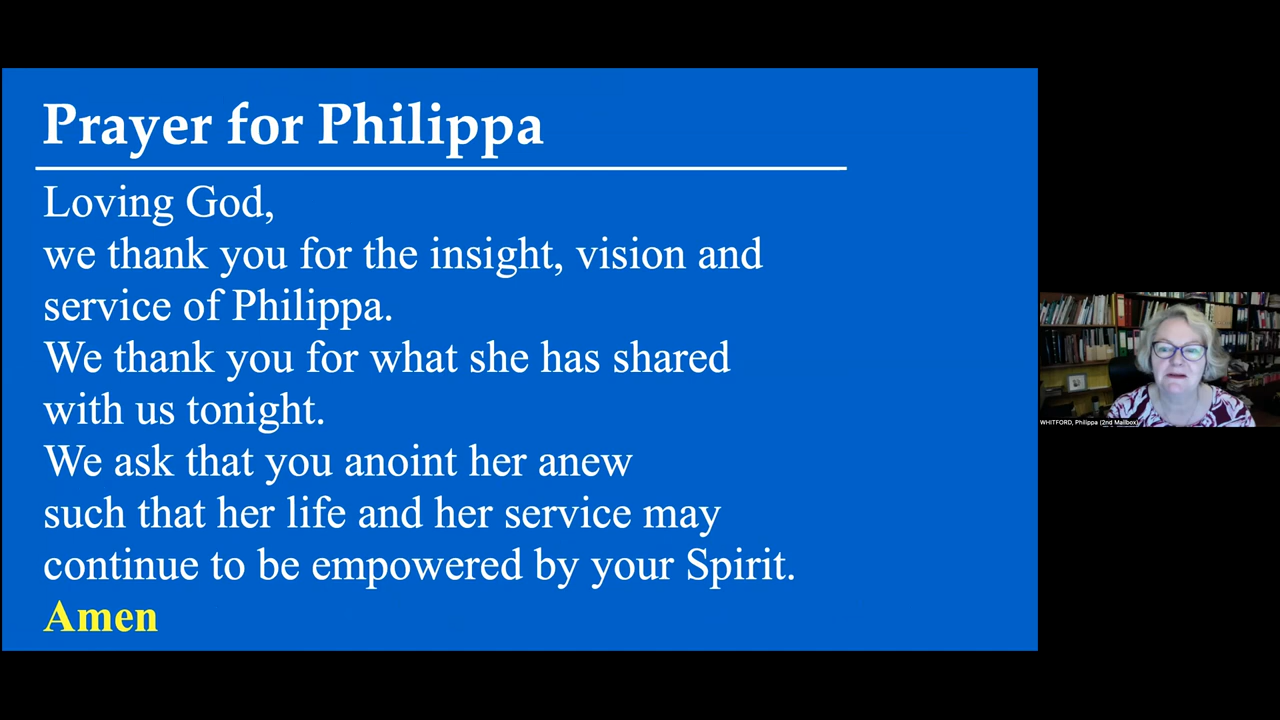 Prayer for Philippa
Loving God,
we thank you for the insight, vision and
service of Philippa.
We thank you for what she has shared
with us tonight.
We ask that you anoint her anew
such that her life and her service may
continue to be empowered by your Spirit.
Amen
WHITFORD, Philippa (2nd Mailbox)